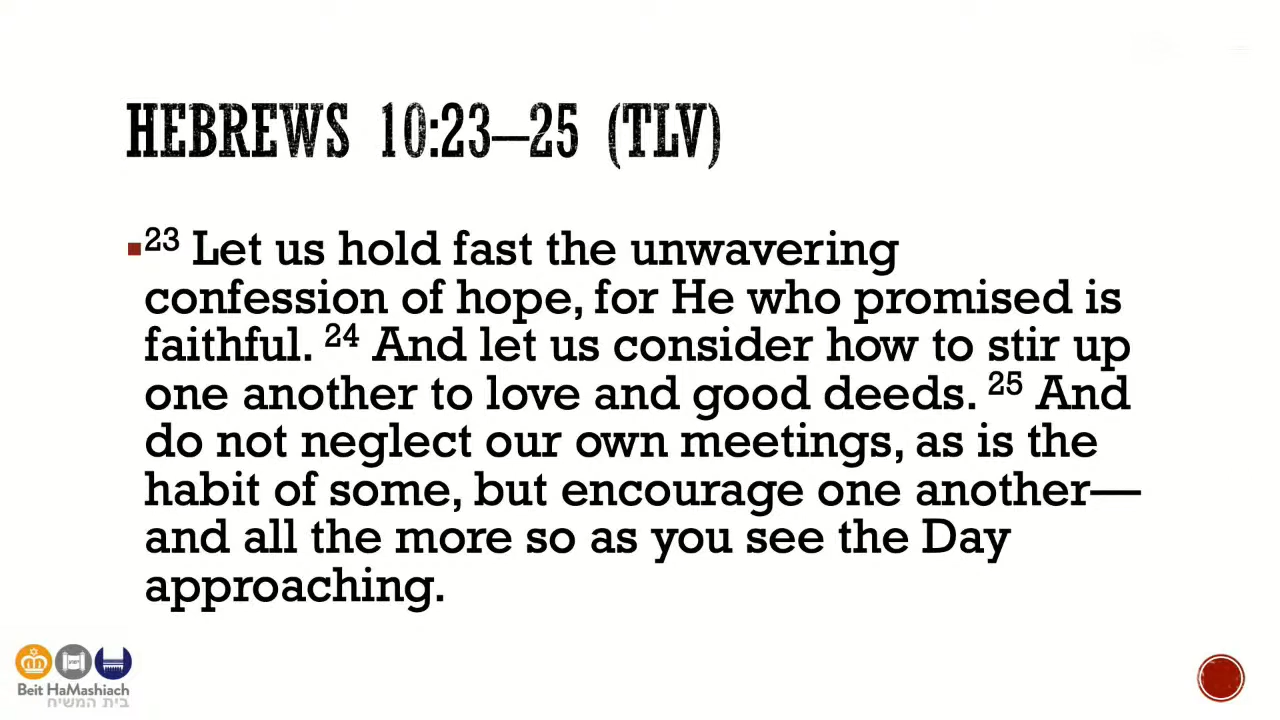 HEBREWS 10:23–25 (TLV)
▪23 Let us hold fast the unwavering
confession of hope, for He who promised is
faithful. 24 And let us consider how to stir up
one another to love and good deeds. 25 And
do not neglect our own meetings, as is the
habit of some, but encourage one another—
and all the more so as you see the Day
approaching.
Beit HaMashiach
בית המשיח